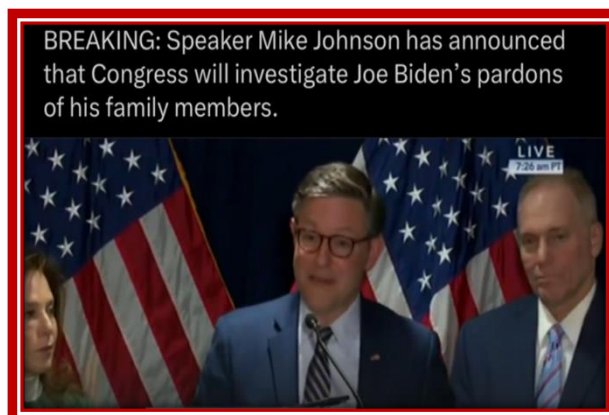 BREAKING: Speaker Mike Johnson has announced
that Congress will investigate Joe Biden’s pardons
of his family members.
LIVE
7:26 am PT